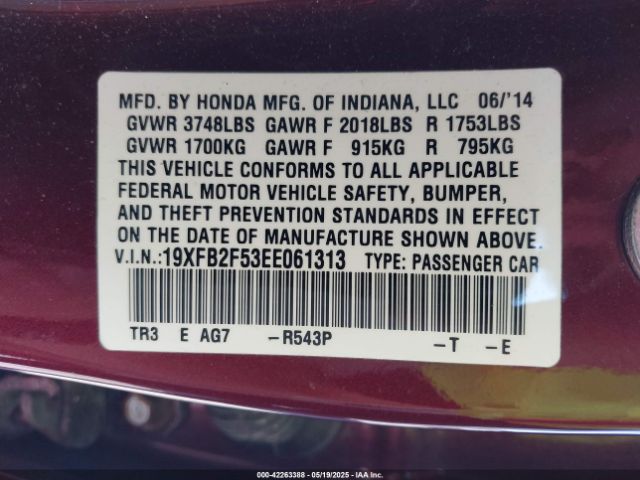 MFD. BY HONDA MFG. OF INDIANA, LLC 06/'14
GVWR 3748LBS GAWR F 2018LBS R 1753LBS
GVWR 1700KG GAWR F 915KG R 795KG
THIS VEHICLE CONFORMS TO ALL APPLICABLE
FEDERAL MOTOR VEHICLE SAFETY, BUMPER,
AND THEFT PREVENTION STANDARDS IN EFFECT
ON THE DATE OF MANUFACTURE SHOWN ABOVE.
V.I.N.:19XFB2F53EE061313 TYPE: PASSENGER CAR
TR3 E AG7 -R543P -T -E
000-42263388 - 05/19/2025 - IAA Inc.